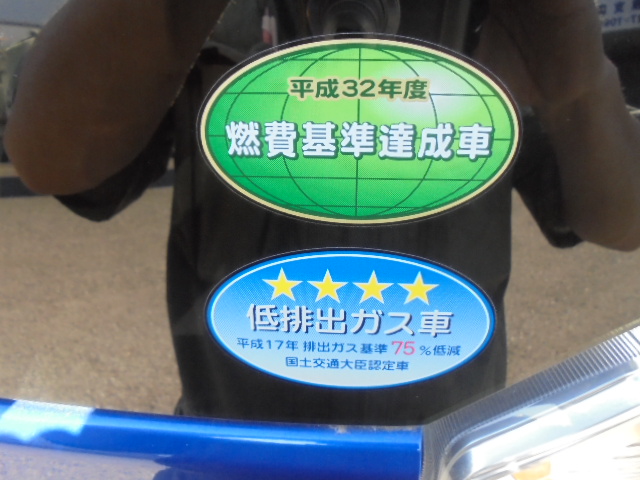 平成32年度
燃費基準達成車
低排出ガス車
平成17年 排出ガス基準 75 %低減
国土交通大臣認定車